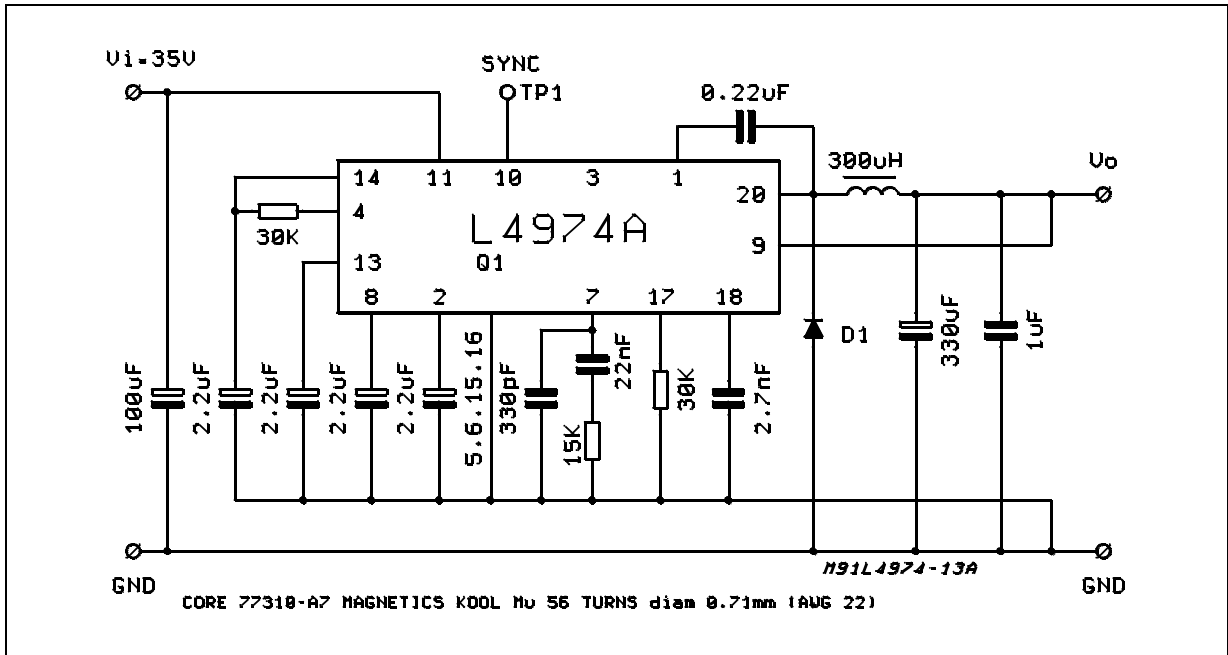 Vi=35V
SYNC
TP1
0.22uF
300uH
Vo
14
11
10
3
1
20
4
L4974A
30K
9
13
Q1
8
2
7
17
18
D1
330uF
1uF
100uF
2.2uF
2.2uF
2.2uF
2.2uF
5.6.15.16
330pF
22nF
15K
30K
2.7nF
M91L4974-13A
GND
GND
CORE 77310-A7 MAGNETICS KOOL Mu 56 TURNS diam 0.71mm (AWG 22)